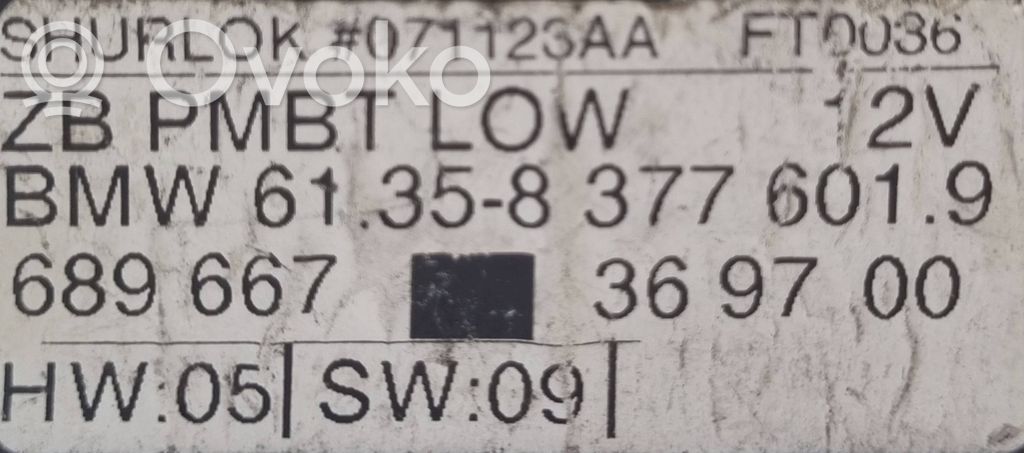 SHURLOK #071123AA FT0036
ovoko
ZB PMBT LOW 12V
BMW 61.35-8 377 601.9
689 667 36 97 00
HW:05| SW:09|